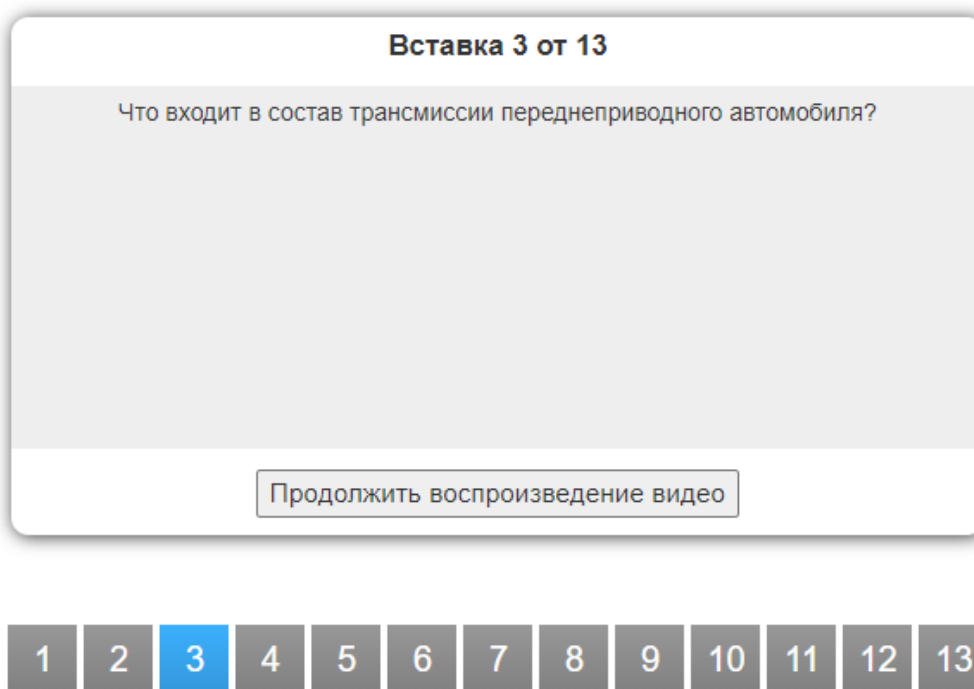 Вставка 3 от 13
Что входит в состав трансмиссии переднеприводного автомобиля?
Продолжить воспроизведение видео
1 2 3 4 5 6 7 8 9 10 11 12 13